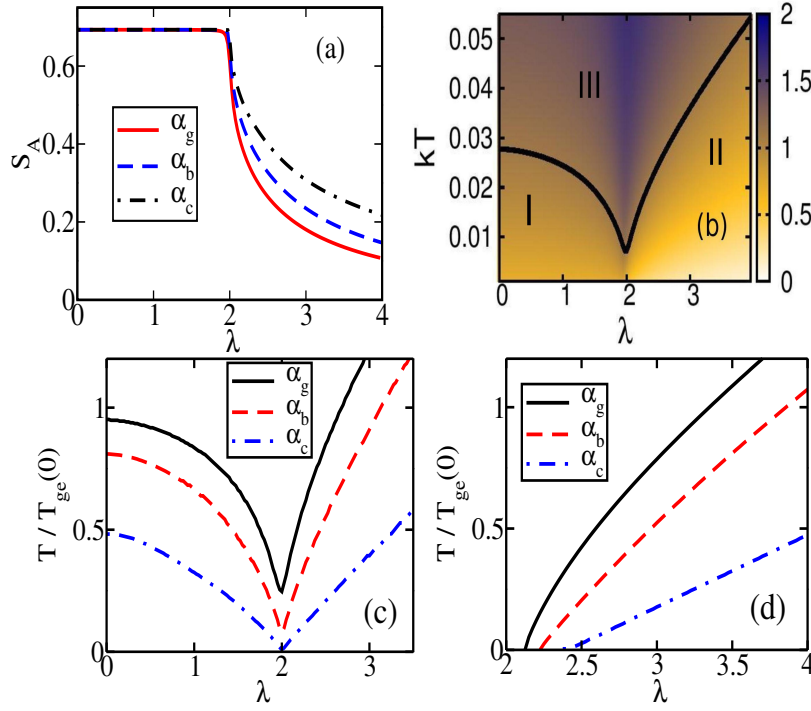 (a)
S_A
0.6
0.4
0.2
0
α_g
α_b
α_c
0 1 2 3 4
λ
kT
0.05
0.04
0.03
0.02
0.01
I
II
III
(b)
0 1 2 3
λ
2
1.5
1
0.5
0
T / T_ge(0)
1
0.5
0
α_g
α_b
α_c
(c)
0 1 2 3
λ
T / T_ge(0)
1
0.5
0
α_g
α_b
α_c
(d)
2 2.5 3 3.5 4
λ